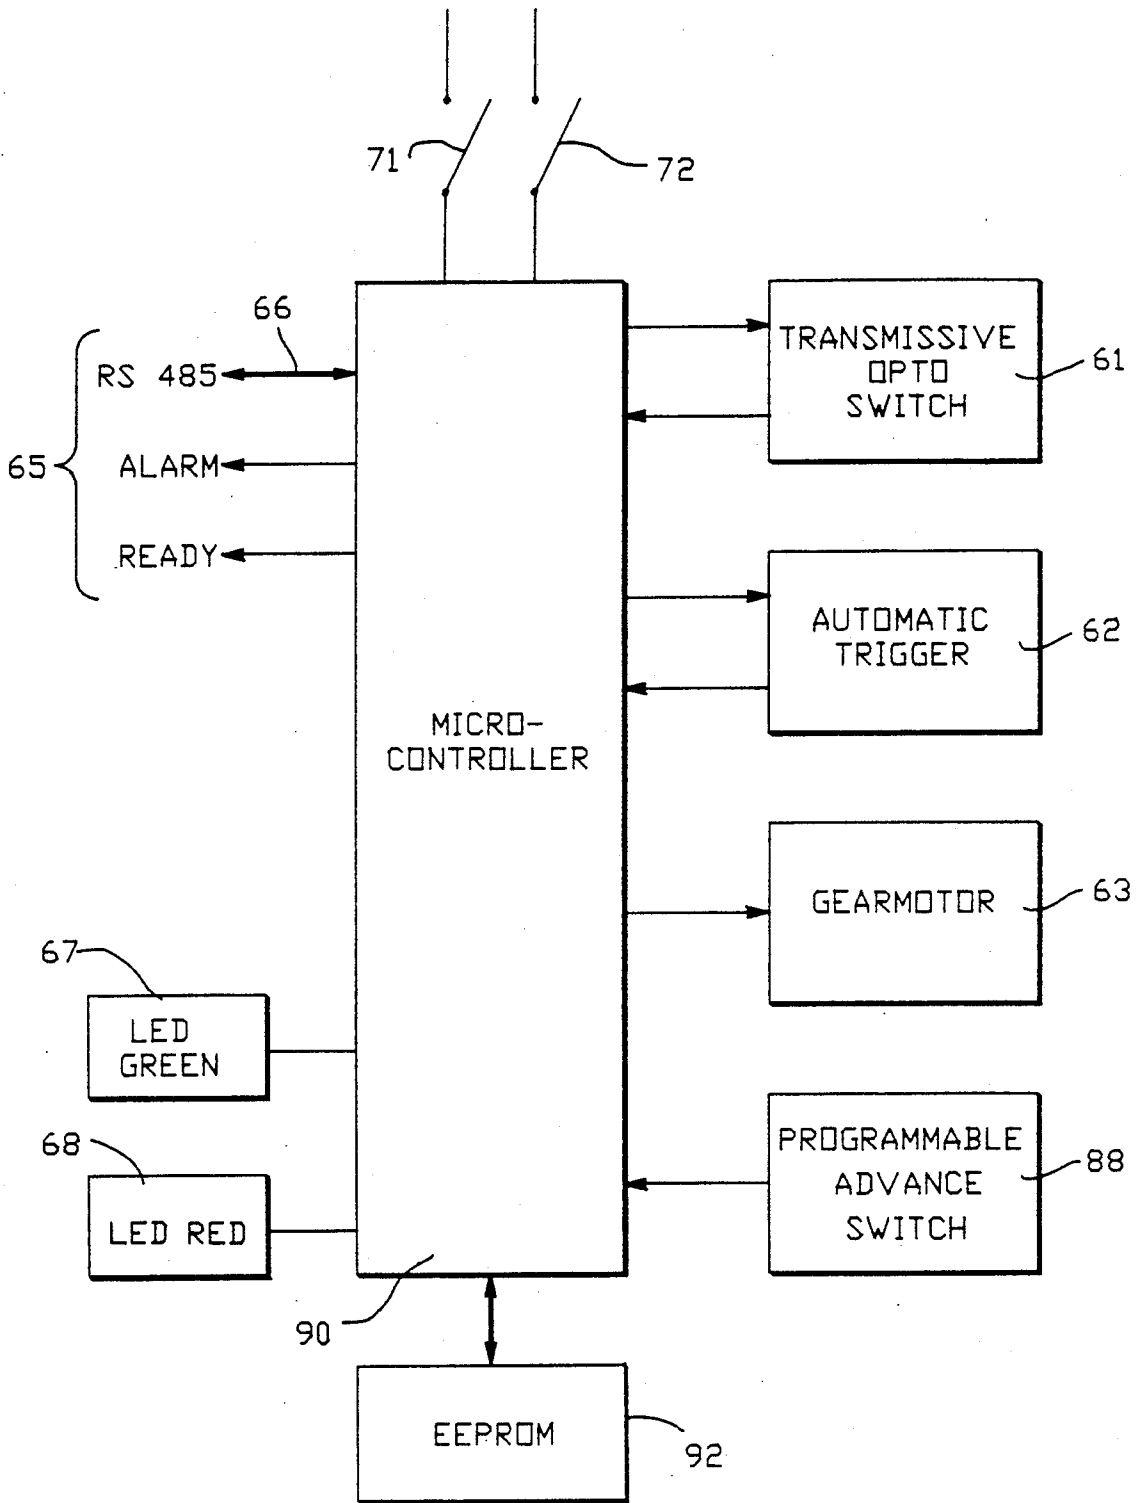 71
72
66
RS 485
65
ALARM
READY
TRANSMISSIVE
OPTO
SWITCH
61
AUTOMATIC
TRIGGER
62
MICRO-
CONTROLLER
GEARMOTOR
63
67
LED
GREEN
68
LED RED
PROGRAMMABLE
ADVANCE
SWITCH
88
90
EEPROM
92